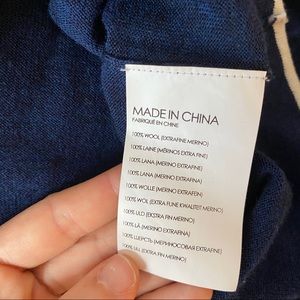 MADE IN CHINA
FABRIQUÉ EN CHINE
100% WOOL (EXTRAFINE MERINO)
100% LAINE (MÉRINOS EXTRA FINE)
100% LANA (MERINO EXTRAFINA)
100% LANA (MERINO EXTRAFINE)
100% WOLLE (MERINO EXTRAFEIN)
100% WOL (EXTRA FIJNE KWALITEIT MERINO)
100% ULD (EKSTRA FIN MERINO)
100% LÃ (MERINO EXTRAFINA)
100% ШЕРСТЬ (МЕРИНОСОВАЯ EXTRAFINE)
100% ULL (EXTRAFIN MERINO)